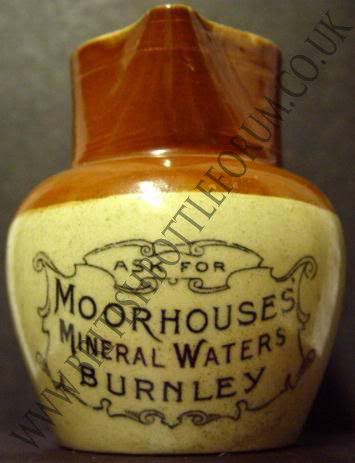 ASK FOR
MOORHOUSES'
MINERAL WATERS
BURNLEY
WWW.BRITISHBOTTLEFORUM.CO.UK